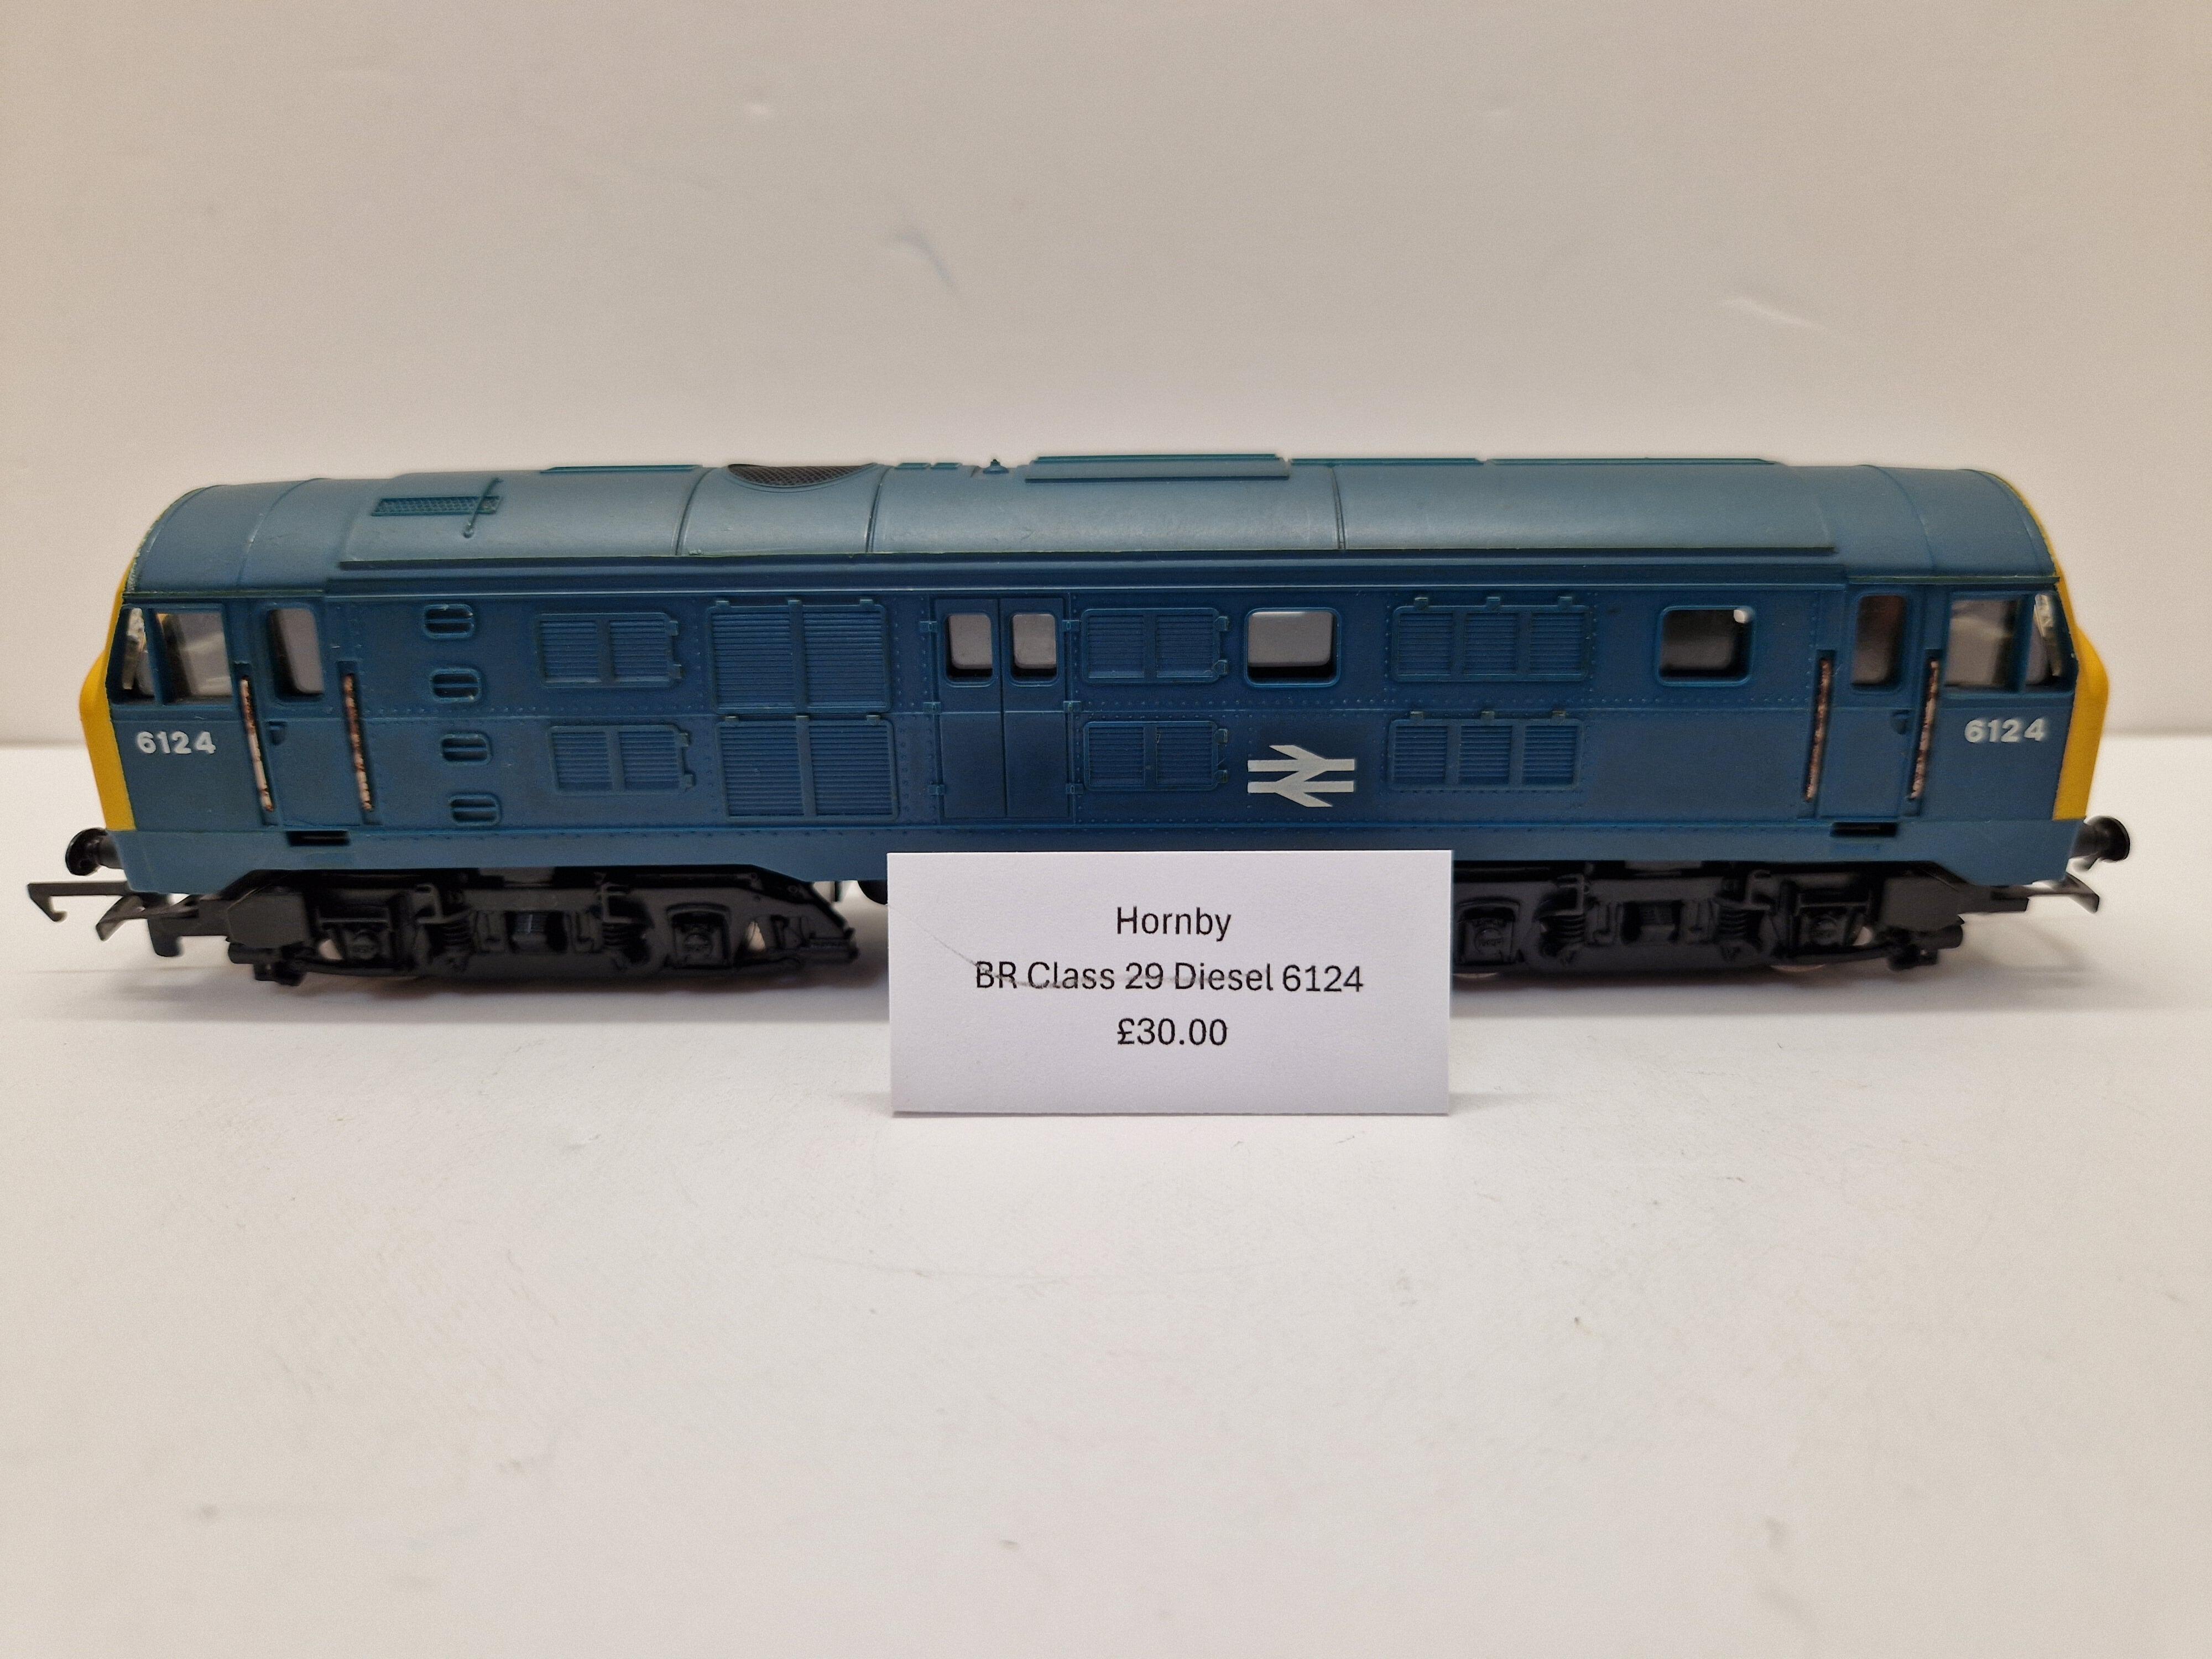 6124
6124
Hornby
BR Class 29 Diesel 6124
£30.00